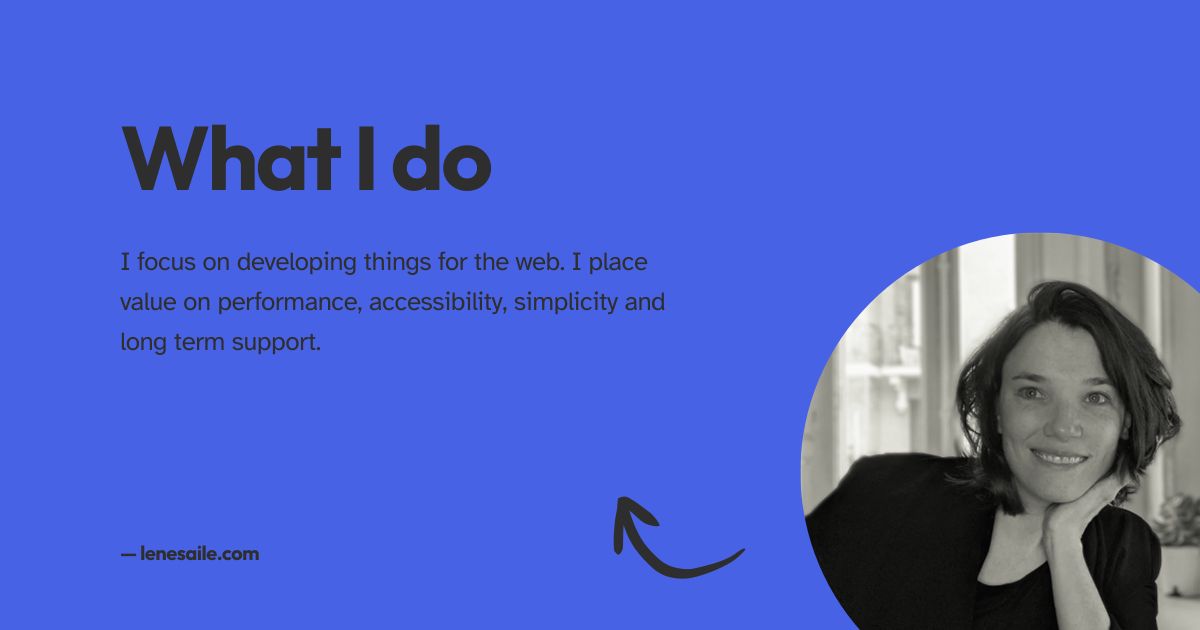 What I do
I focus on developing things for the web. I place
value on performance, accessibility, simplicity and
long term support.
— lenesaile.com